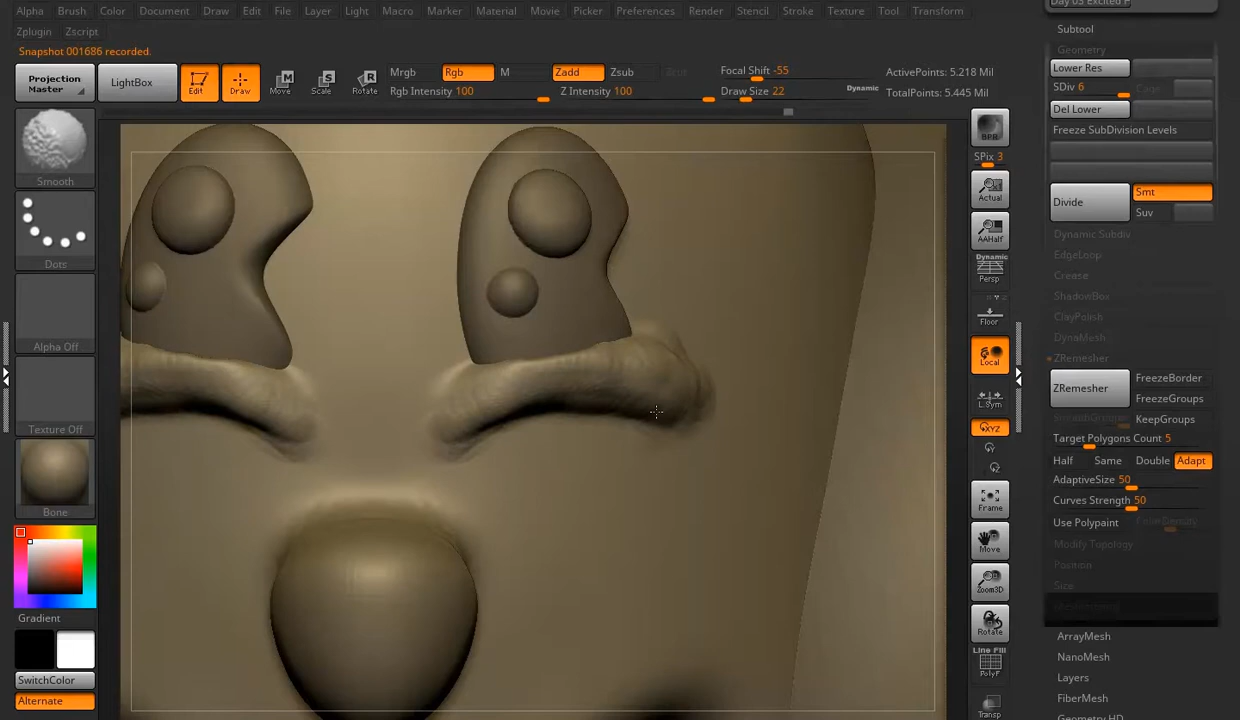 Alpha Brush Color Document Draw Edit File Layer Light Macro Marker Material Movie Picker Preferences Render Stencil Stroke Texture Tool Transform
Zplugin Zscript
Snapshot 001686 recorded.
Projection
Master
LightBox
Edit
Draw
Move
Scale
Rotate
Mrgb
Rgb
M
Zadd
Zsub
Rgb Intensity 100
Z Intensity 100
Focal Shift -55
Draw Size 22
Dynamic
ActivePoints: 5.218 Mil
TotalPoints: 5.445 Mil
Smooth
Dots
Alpha Off
Texture Off
Bone
Gradient
SwitchColor
Alternate
BPR
SPix 3
Actual
AAHalf
Dynamic
Persp
Floor
Local
L.Sym
XYZ
Frame
Move
Zoom3D
Rotate
Line Fill
PolyF
Transp
Subtool
Geometry
Lower Res
SDiv 6
Del Lower
Freeze SubDivision Levels
Divide
Smt
Suv
Dynamic Subdiv
EdgeLoop
Crease
ShadowBox
ClayPolish
DynaMesh
ZRemesher
ZRemesher
FreezeBorder
FreezeGroups
KeepGroups
Target Polygons Count 5
Half Same Double Adapt
AdaptiveSize 50
Curves Strength 50
Use Polypaint
ColorDensity
Modify Topology
Position
Size
ArrayMesh
NanoMesh
Layers
FiberMesh
Geometry HD